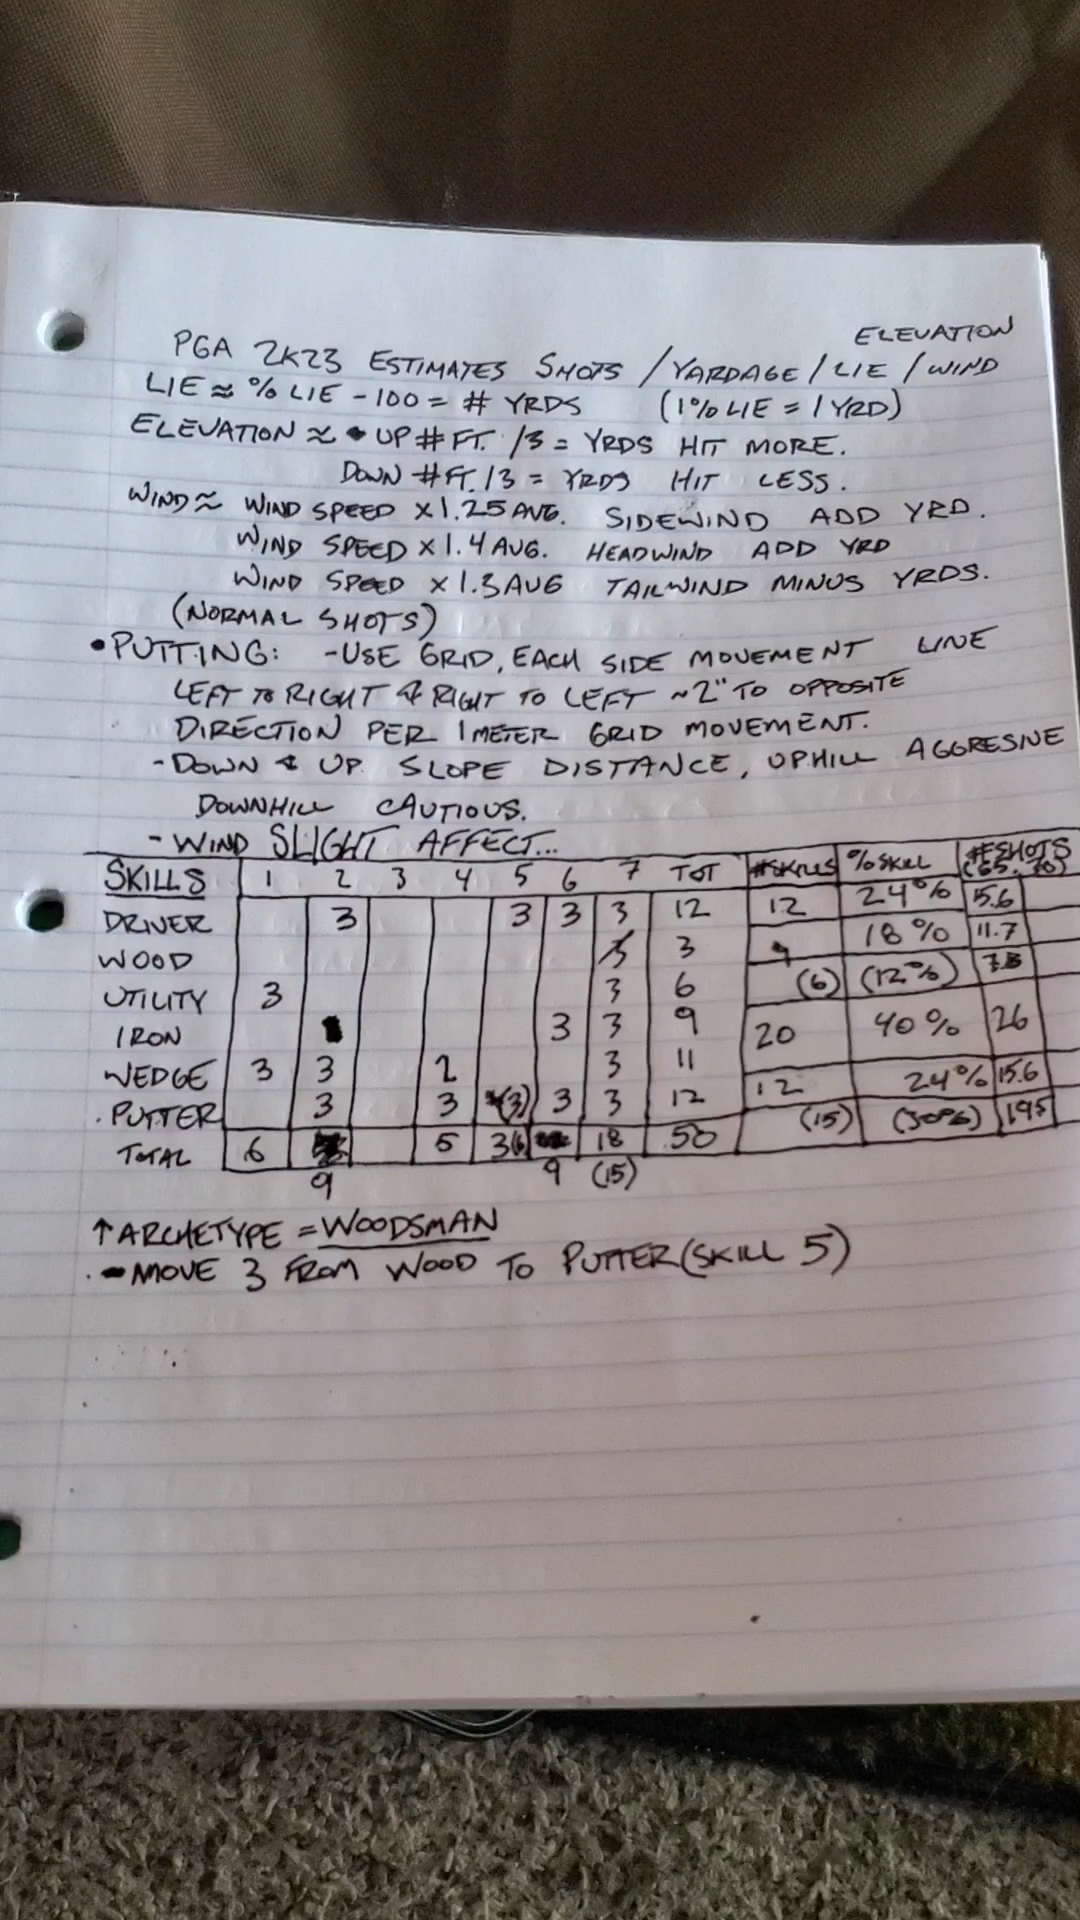 ELEVATION
PGA 2K23 ESTIMATES SHOTS / YARDAGE / LIE / WIND
LIE ≈ % LIE - 100 = # YRDS (1% LIE = 1 YRD)
ELEVATION ≈ UP # FT. /3 = YRDS HIT MORE.
DOWN # FT. /3 = YRDS HIT LESS.
WIND ≈ WIND SPEED X 1.25 AVG. SIDEWIND ADD YRD.
WIND SPEED X 1.4 AVG. HEADWIND ADD YRD
WIND SPEED X 1.3 AVG TAILWIND MINUS YRDS.
(NORMAL SHOTS)
• PUTTING: - USE GRID, EACH SIDE MOVEMENT LINE
LEFT TO RIGHT & RIGHT TO LEFT ~2" TO OPPOSITE
DIRECTION PER 1 METER GRID MOVEMENT.
- DOWN & UP SLOPE DISTANCE, UPHILL AGGRESIVE
DOWNHILL CAUTIOUS.
- WIND SLIGHT AFFECT...
SKILLS 1 2 3 4 5 6 7 TOT #SKILLS % SKILL # SHOTS (65-70)
DRIVER 3 3 3 3 12 12 24% 15.6
WOOD 3 3 9 18% 11.7
UTILITY 3 3 6 (6) (12%) 7.8
IRON 3 3 9 20 40% 26
WEDGE 3 3 2 3 11 12 24% 15.6
PUTTER 3 3 (3) 3 3 12 (15) (30%) 19.5
TOTAL 6 5 3 6 18 50
9 9 (15)
↑ ARCHETYPE = WOODSMAN
- MOVE 3 FROM WOOD TO PUTTER (SKILL 5)